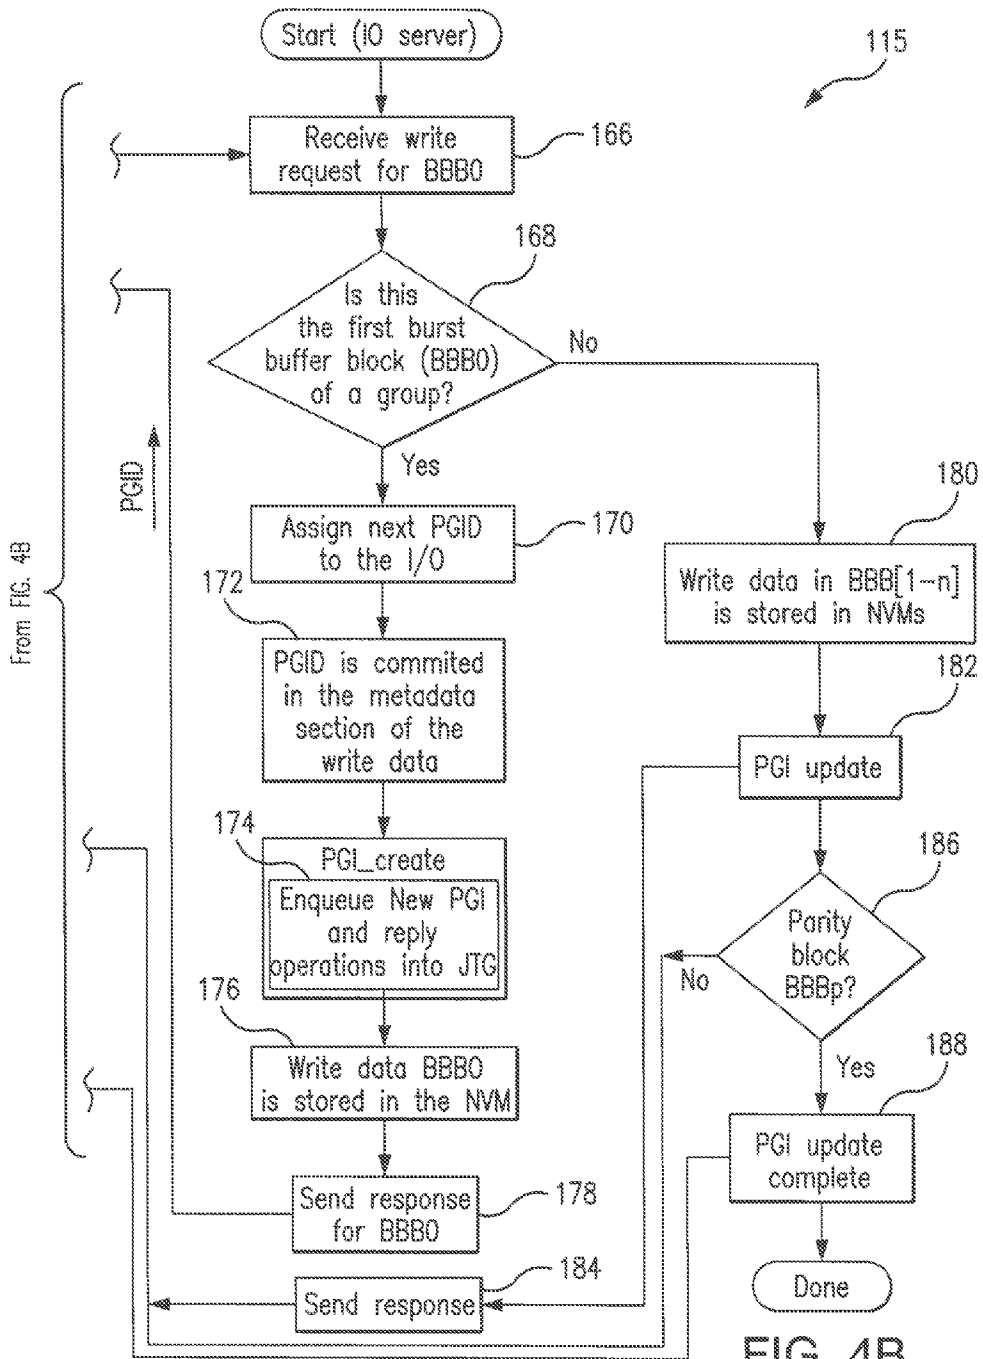 Start (IO server)
115
Receive write
request for BBB0
166
168
Is this
the first burst
buffer block (BBB0)
of a group?
No
Yes
PGID
From FIG. 4B
Assign next PGID
to the I/O
170
172
PGID is commited
in the metadata
section of the
write data
174
PGI_create
Enqueue New PGI
and reply
operations into JTG
176
Write data BBB0
is stored in the NVM
Send response
for BBB0
178
184
Send response
180
Write data in BBB[1-n]
is stored in NVMs
182
PGI update
186
Parity
block
BBBp?
No
Yes
188
PGI update
complete
Done
FIG. 4B